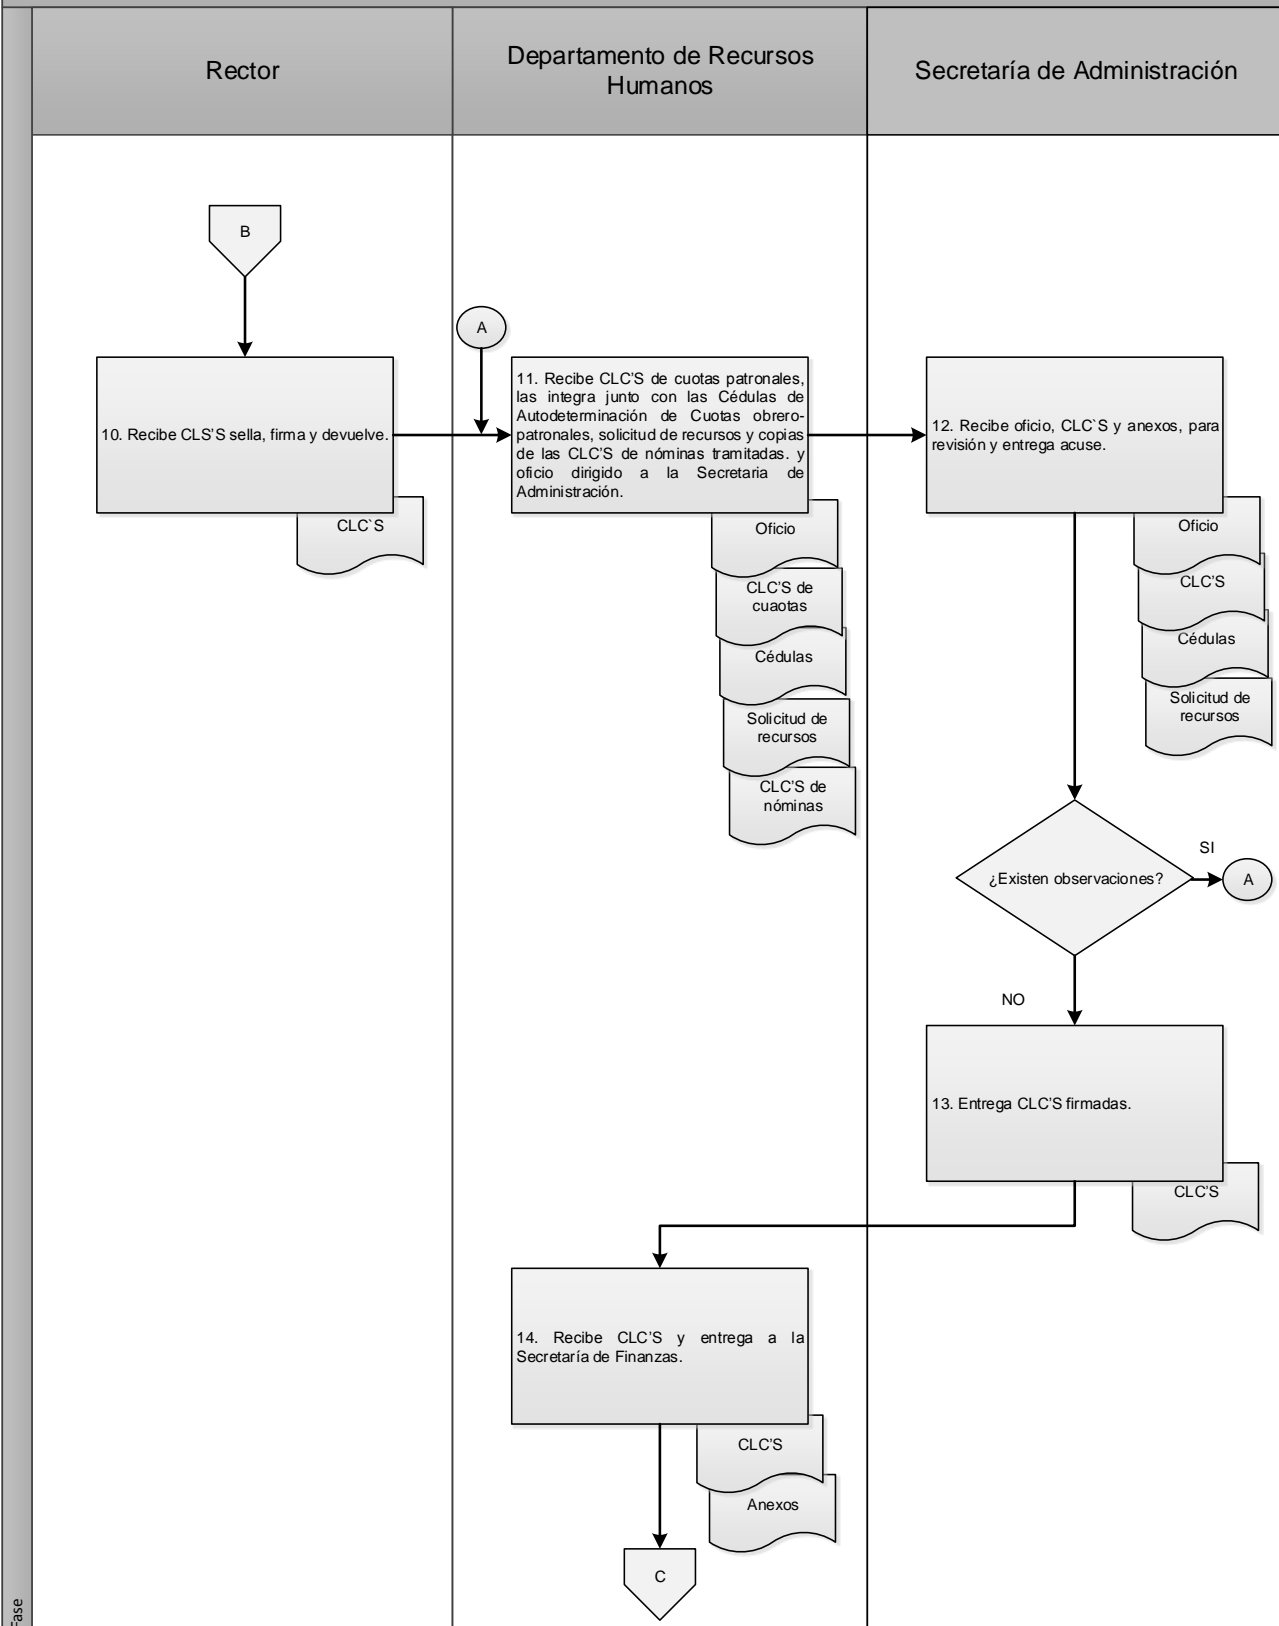 Rector
Departamento de Recursos
Humanos
Secretaría de Administración
B
A
10. Recibe CLS'S sella, firma y devuelve.
CLC`S
11. Recibe CLC'S de cuotas patronales,
las integra junto con las Cédulas de
Autodeterminación de Cuotas obrero-
patronales, solicitud de recursos y copias
de las CLC'S de nóminas tramitadas. y
oficio dirigido a la Secretaria de
Administración.
Oficio
CLC'S de
cuaotas
Cédulas
Solicitud de
recursos
CLC'S de
nóminas
12. Recibe oficio, CLC`S y anexos, para
revisión y entrega acuse.
Oficio
CLC'S
Cédulas
Solicitud de
recursos
¿Existen observaciones?
SI
A
NO
13. Entrega CLC'S firmadas.
CLC'S
14. Recibe CLC'S y entrega a la
Secretaría de Finanzas.
CLC'S
Anexos
C
Fase